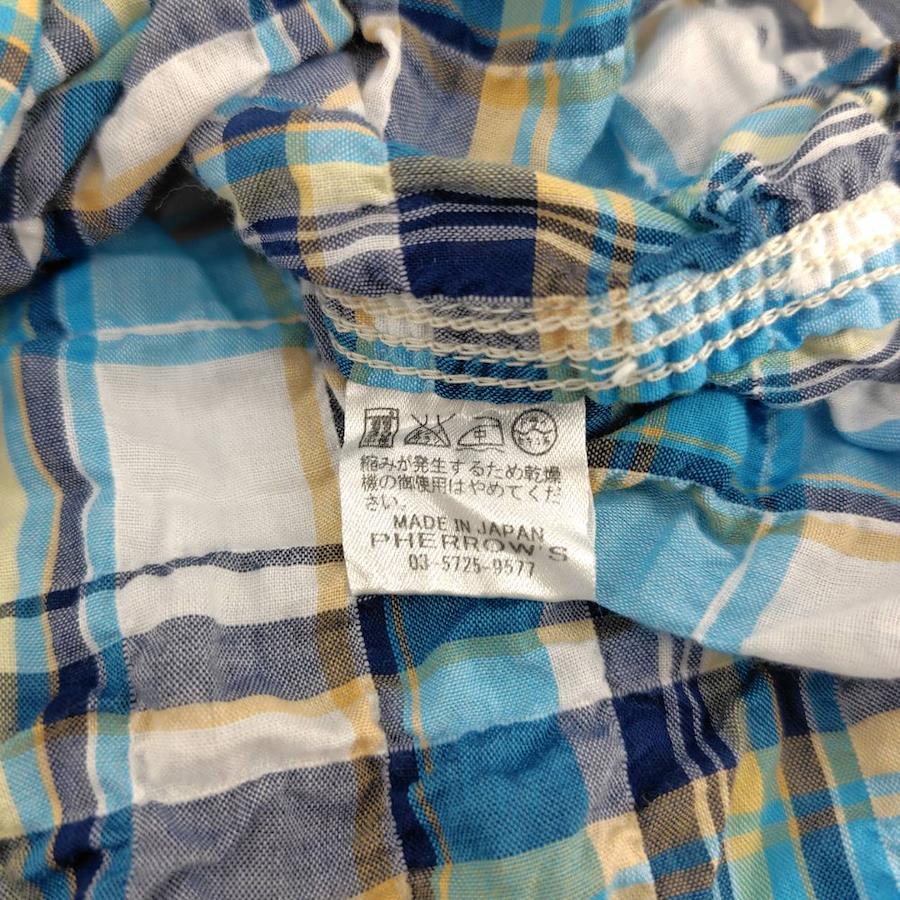 縮みが発生するため乾燥
機の御使用はやめてくだ
さい。
MADE IN JAPAN
PHERROW'S
03-5725-9577